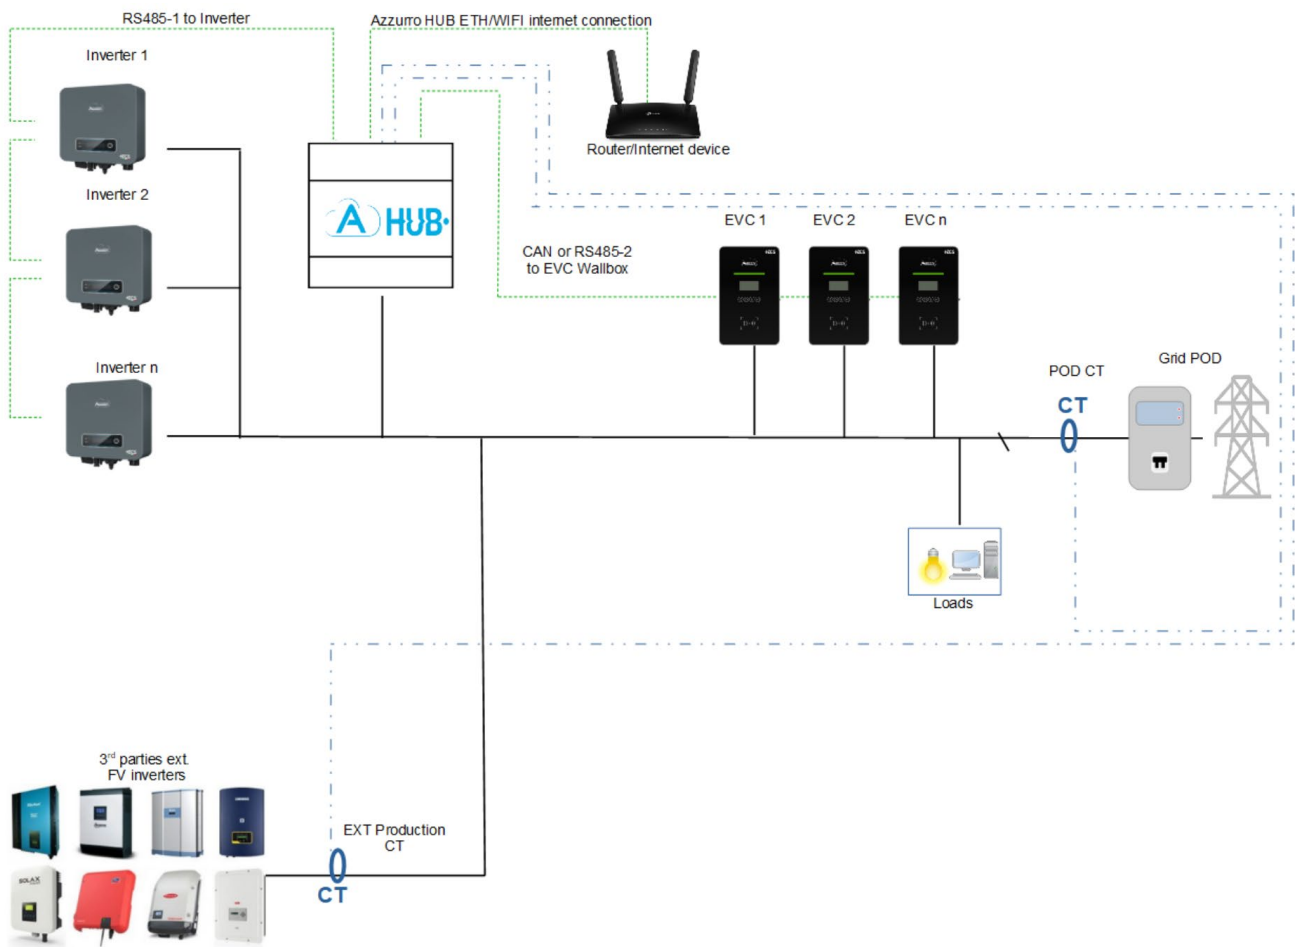 RS485-1 to Inverter
Azzurro HUB ETH/WIFI internet connection
Inverter 1
Router/Internet device
Inverter 2
A HUB
EVC 1
EVC 2
EVC n
CAN or RS485-2
to EVC Wallbox
Inverter n
POD CT
Grid POD
CT
Loads
3rd parties ext.
FV inverters
EXT Production
CT
SOLAX
CT